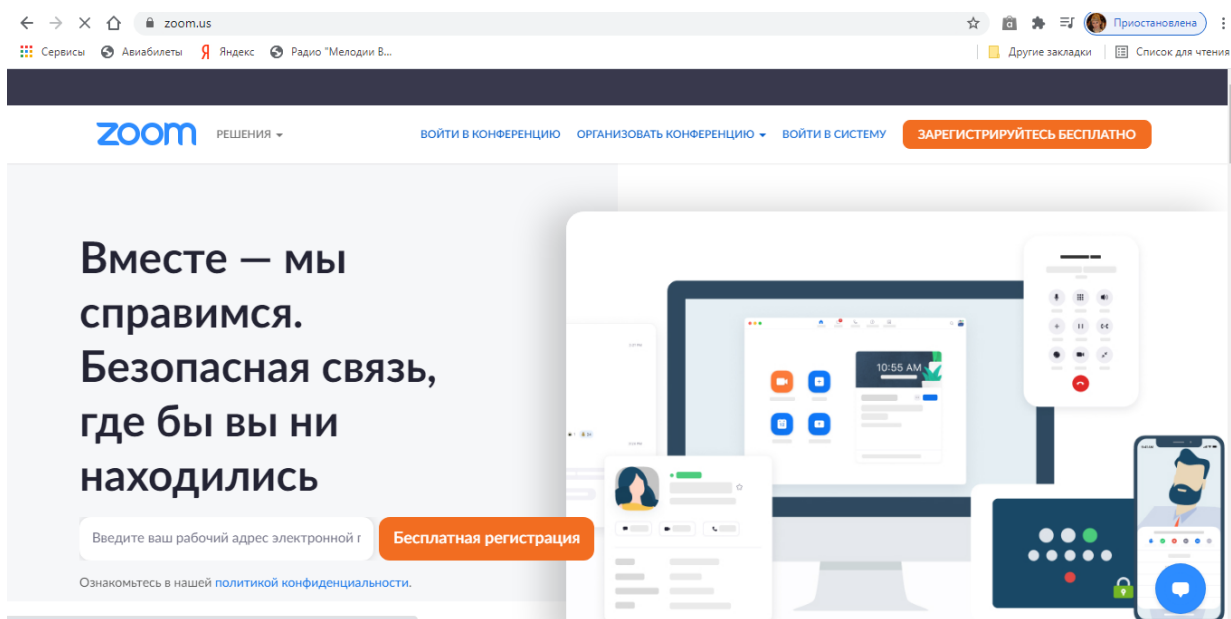 zoom.us
Приостановлена
Сервисы Авиабилеты Яндекс Радио "Мелодии В...
Другие закладки Список для чтения
zoom РЕШЕНИЯ ВОЙТИ В КОНФЕРЕНЦИЮ ОРГАНИЗОВАТЬ КОНФЕРЕНЦИЮ ВОЙТИ В СИСТЕМУ ЗАРЕГИСТРИРУЙТЕСЬ БЕСПЛАТНО
Вместе — мы
справимся.
Безопасная связь,
где бы вы ни
находились
10:55 AM
Введите ваш рабочий адрес электронной г Бесплатная регистрация
Ознакомьтесь в нашей политикой конфиденциальности.